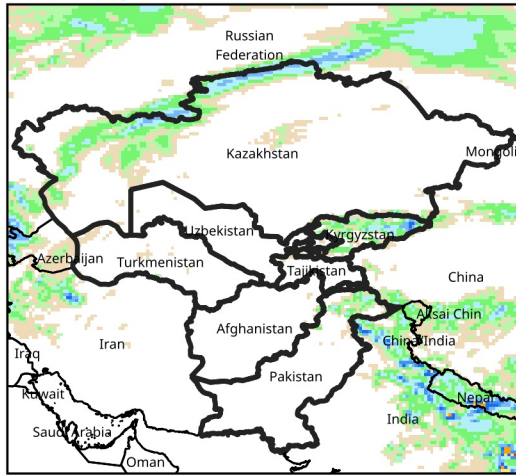 Russian
Federation
Kazakhstan
Mongoli
Uzbekistan
Kyrgyzstan
Azerbaijan
Turkmenistan
Tajikistan
China
Aksai Chin
Afghanistan
China/India
Iran
Iraq
Pakistan
Kuwait
Nepal
India
Saudi Arabia
Oman